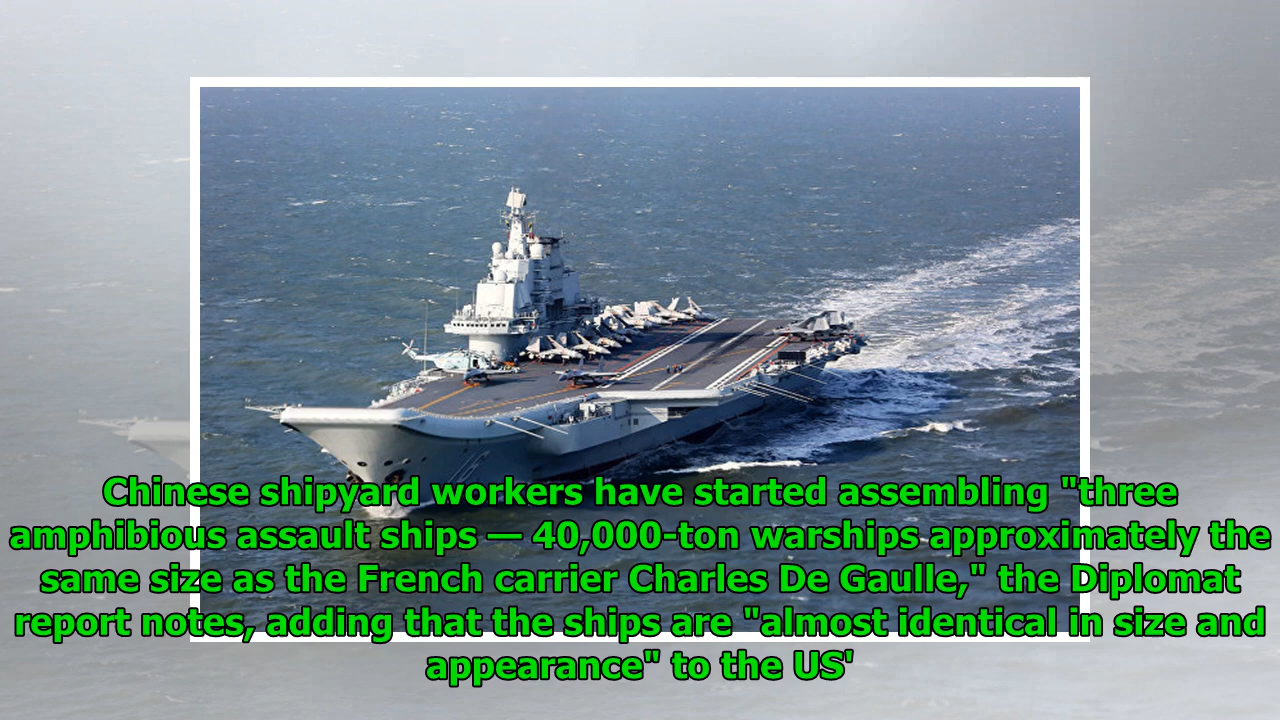 Chinese shipyard workers have started assembling "three
amphibious assault ships — 40,000-ton warships approximately the
same size as the French carrier Charles De Gaulle," the Diplomat
report notes, adding that the ships are "almost identical in size and
appearance" to the US'
16